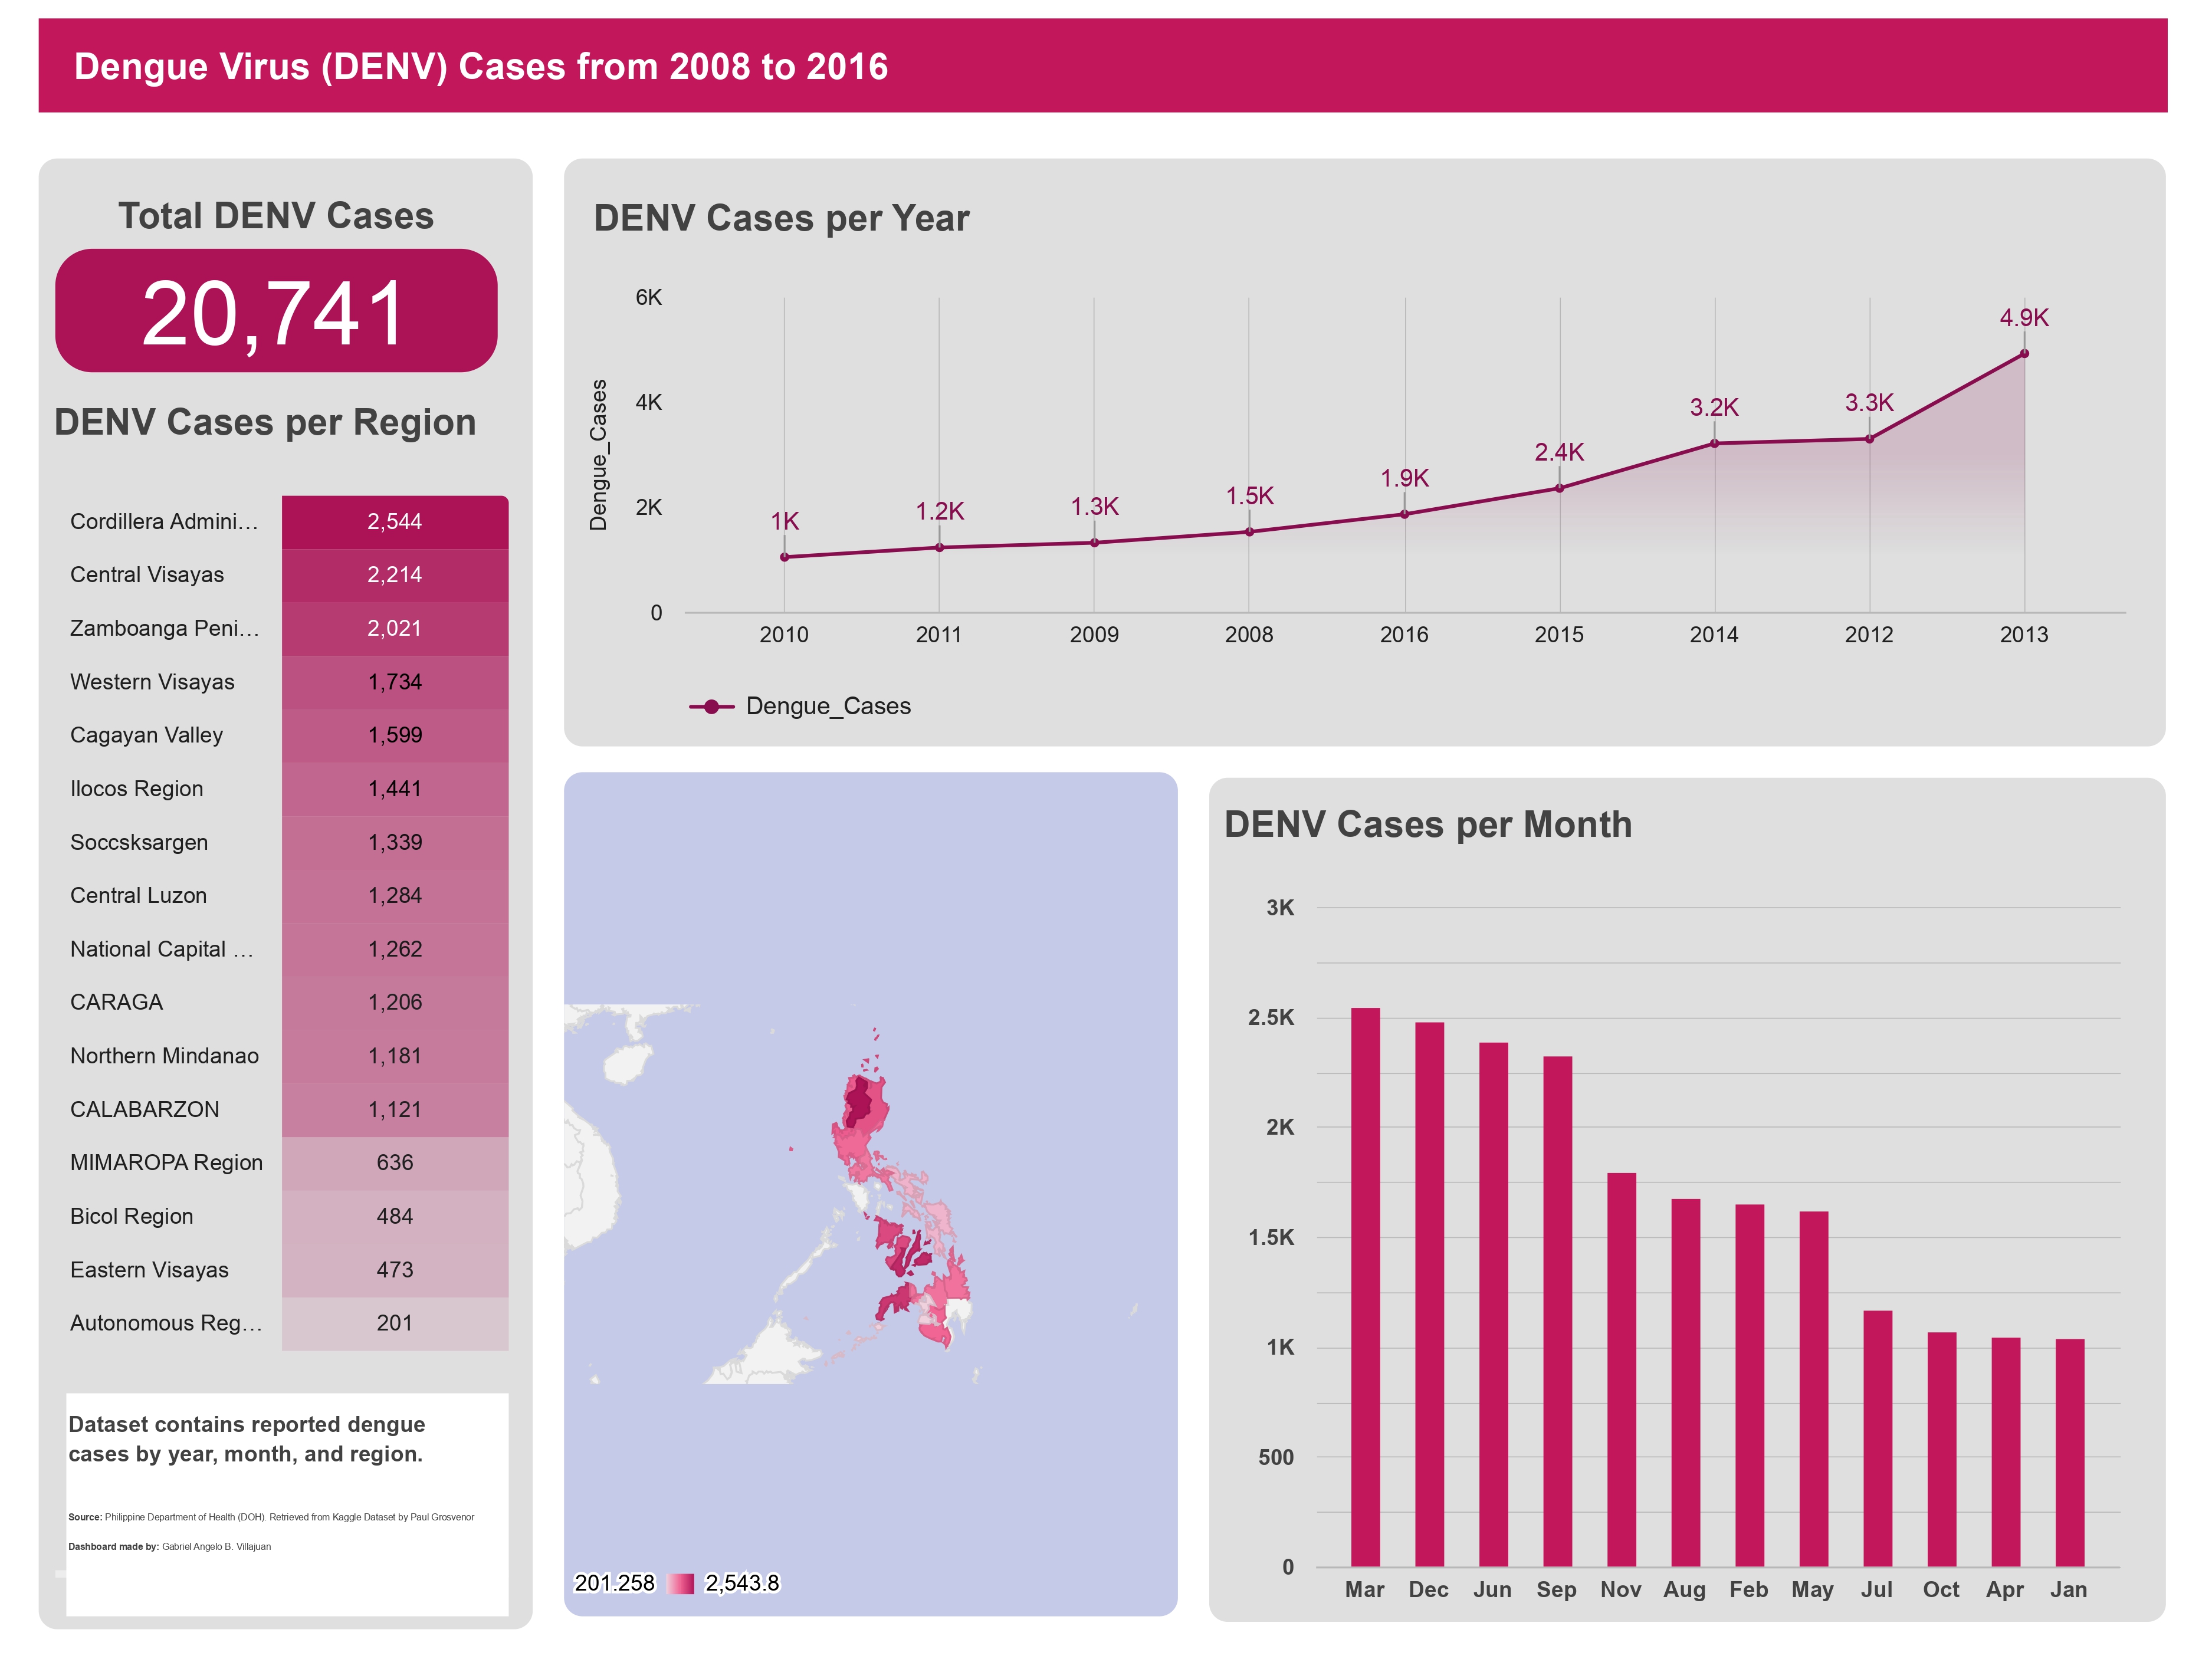 Dengue Virus (DENV) Cases from 2008 to 2016
Total DENV Cases
20,741
DENV Cases per Region
Cordillera Admini… 2,544
Central Visayas 2,214
Zamboanga Peni… 2,021
Western Visayas 1,734
Cagayan Valley 1,599
Ilocos Region 1,441
Soccsksargen 1,339
Central Luzon 1,284
National Capital … 1,262
CARAGA 1,206
Northern Mindanao 1,181
CALABARZON 1,121
MIMAROPA Region 636
Bicol Region 484
Eastern Visayas 473
Autonomous Reg… 201
Dataset contains reported dengue
cases by year, month, and region.
Source: Philippine Department of Health (DOH). Retrieved from Kaggle Dataset by Paul Grosvenor
Dashboard made by: Gabriel Angelo B. Villajuan
DENV Cases per Year
Dengue_Cases
6K
4K
2K
0
1K 1.2K 1.3K 1.5K 1.9K 2.4K 3.2K 3.3K 4.9K
2010 2011 2009 2008 2016 2015 2014 2012 2013
Dengue_Cases
201.258 2,543.8
DENV Cases per Month
3K
2.5K
2K
1.5K
1K
500
0
Mar Dec Jun Sep Nov Aug Feb May Jul Oct Apr Jan